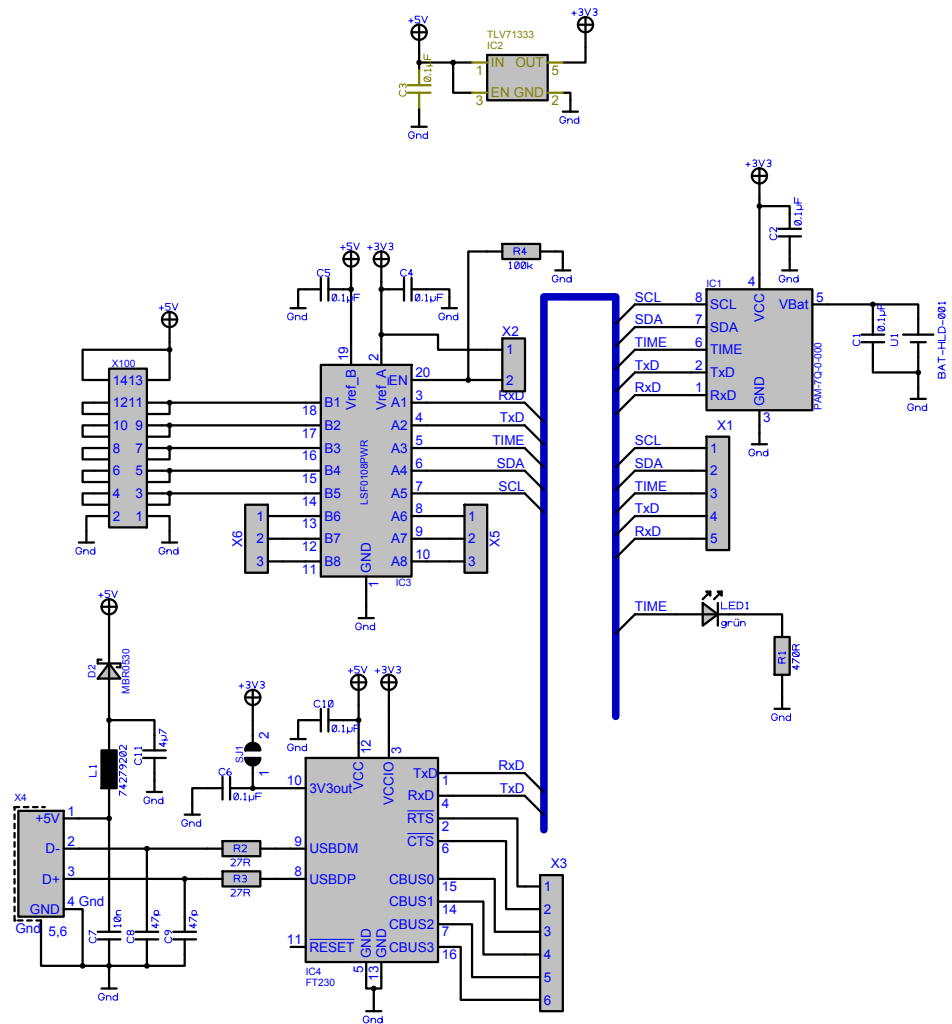 +5V
+3V3
TLV71333
IC2
IN OUT
1
5
EN GND
3
2
C3
0.1µF
Gnd
Gnd
+3V3
C2
0.1µF
Gnd
+5V
+3V3
R4
100k
Gnd
C5
0.1µF
Gnd
C4
0.1µF
Gnd
IC1
4
SCL
8
SCL
VCC
VBat
5
SDA
7
SDA
TIME
6
TIME
TxD
2
TxD
RxD
1
RxD
GND
3
Gnd
PAM-7Q-0-000
C1
0.1µF
U1
BAT-HLD-001
Gnd
+5V
X100
14 13
12 11
10 9
8 7
6 5
4 3
2 1
Gnd
Gnd
19
2
Vref_B
Vref_A
EN
20
X2
1
2
B1
18
A1
3
RxD
B2
17
A2
4
TxD
B3
16
A3
5
TIME
B4
15
A4
6
SDA
B5
14
A5
7
SCL
B6
13
A6
8
B7
12
A7
9
B8
11
A8
10
LSF0108PWR
GND
1
IC3
Gnd
X6
1
2
3
X5
1
2
3
X1
SCL
1
SDA
2
TIME
3
TxD
4
RxD
5
TIME
LED1
grün
R1
470R
Gnd
+5V
D2
MBR0530
C11
4µ7
Gnd
L1
74279202
+3V3
SJ1
2
1
C6
0.1µF
Gnd
+5V
+3V3
C10
0.1µF
Gnd
12
3
10
3V3out
VCC
VCCIO
TxD
1
RxD
RxD
4
TxD
RTS
2
CTS
6
9
USBDM
8
USBDP
CBUS0
15
CBUS1
14
CBUS2
7
CBUS3
16
11
RESET
GND
GND
5
13
IC4
FT230
Gnd
X4
+5V
1
D-
2
D+
3
GND
4 Gnd
Gnd
5,6
R2
27R
R3
27R
C7
10n
C8
47p
C9
47p
Gnd
X3
1
2
3
4
5
6